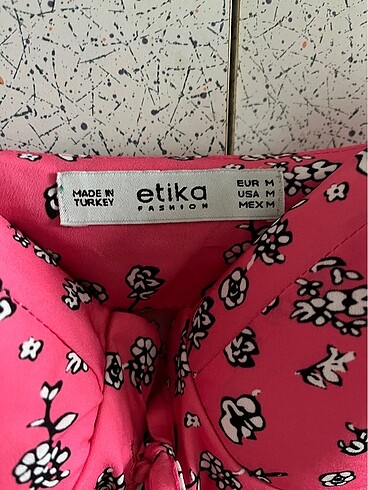 MADE IN
TURKEY
etika
FASHION
EUR M
USA M
MEX M